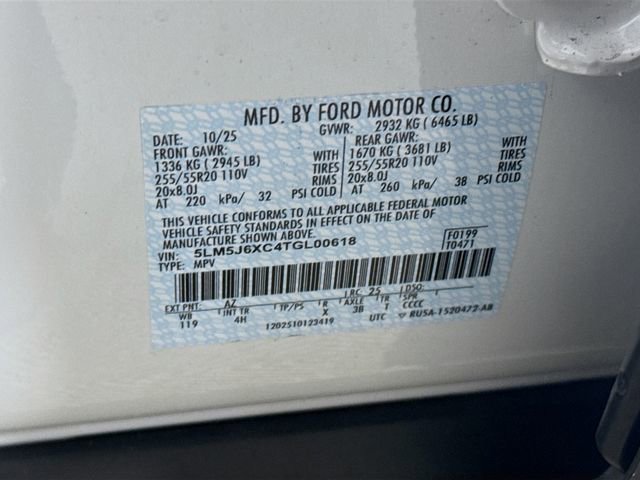 MFD. BY FORD MOTOR CO.
DATE: 10/25 GVWR: 2932 KG ( 6465 LB)
FRONT GAWR: REAR GAWR:
1336 KG ( 2945 LB) WITH 1670 KG ( 3681 LB) WITH
255/55R20 110V TIRES 255/55R20 110V TIRES
20x8.0J RIMS 20x8.0J RIMS
AT 220 kPa/ 32 PSI COLD AT 260 kPa/ 38 PSI COLD
THIS VEHICLE CONFORMS TO ALL APPLICABLE FEDERAL MOTOR
VEHICLE SAFETY STANDARDS IN EFFECT ON THE DATE OF
MANUFACTURE SHOWN ABOVE.
VIN: 5LM5J6XC4TGL00618 F0199
TYPE: MPV T0471
EXT PNT: AZ RC: 25 DSO:
WB INT TR TP/PS R AXLE TR SPR
119 4H X 3B T CCCC
1202510123419 UTC ▽ RU5A-1520472-AB